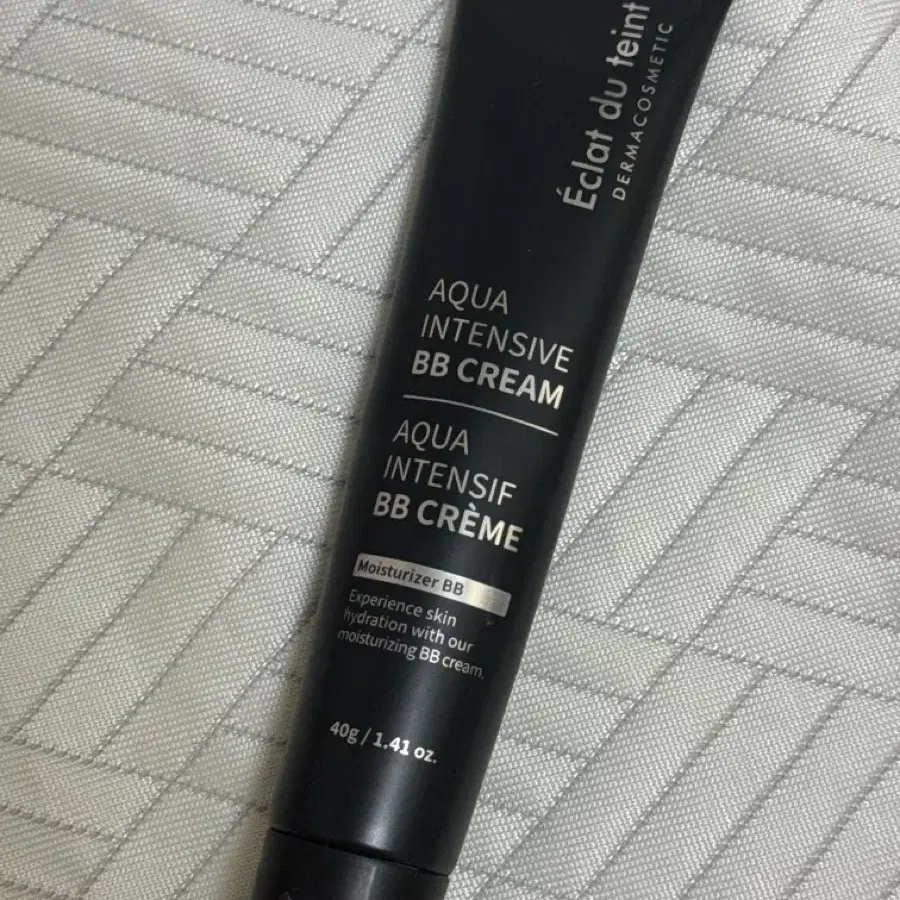 Éclat du teint
DERMACOSMETIC
AQUA
INTENSIVE
BB CREAM
AQUA
INTENSIF
BB CRÈME
Moisturizer BB
Experience skin
hydration with our
moisturizing BB cream.
40g / 1.41 oz.